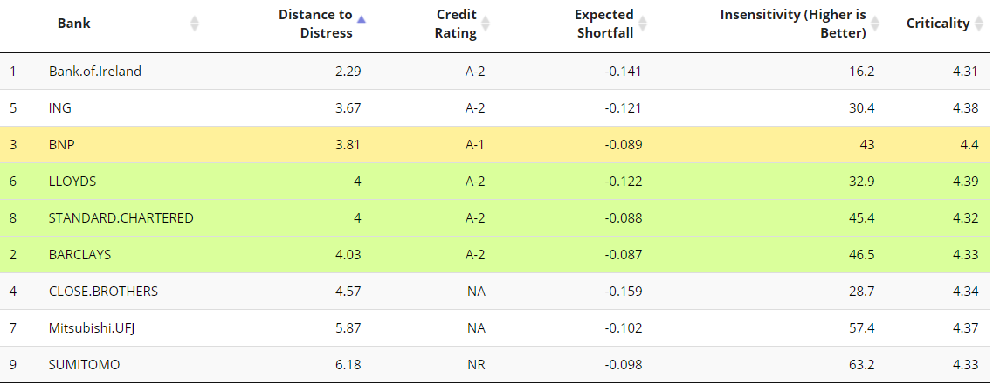 Bank Distance to Distress Credit Rating Expected Shortfall Insensitivity (Higher is Better) Criticality
1 Bank.of.Ireland 2.29 A-2 -0.141 16.2 4.31
5 ING 3.67 A-2 -0.121 30.4 4.38
3 BNP 3.81 A-1 -0.089 43 4.4
6 LLOYDS 4 A-2 -0.122 32.9 4.39
8 STANDARD.CHARTERED 4 A-2 -0.088 45.4 4.32
2 BARCLAYS 4.03 A-2 -0.087 46.5 4.33
4 CLOSE.BROTHERS 4.57 NA -0.159 28.7 4.34
7 Mitsubishi.UFJ 5.87 NA -0.102 57.4 4.37
9 SUMITOMO 6.18 NR -0.098 63.2 4.33